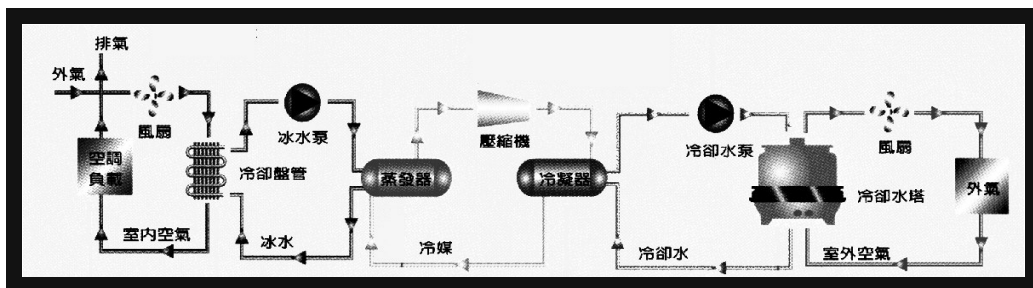 排氣
外氣
風扇
空調
負載
冷卻盤管
室內空氣
冰水泵
冰水
蒸發器
壓縮機
冷媒
冷凝器
冷卻水泵
冷卻水
冷卻水塔
風扇
外氣
室外空氣